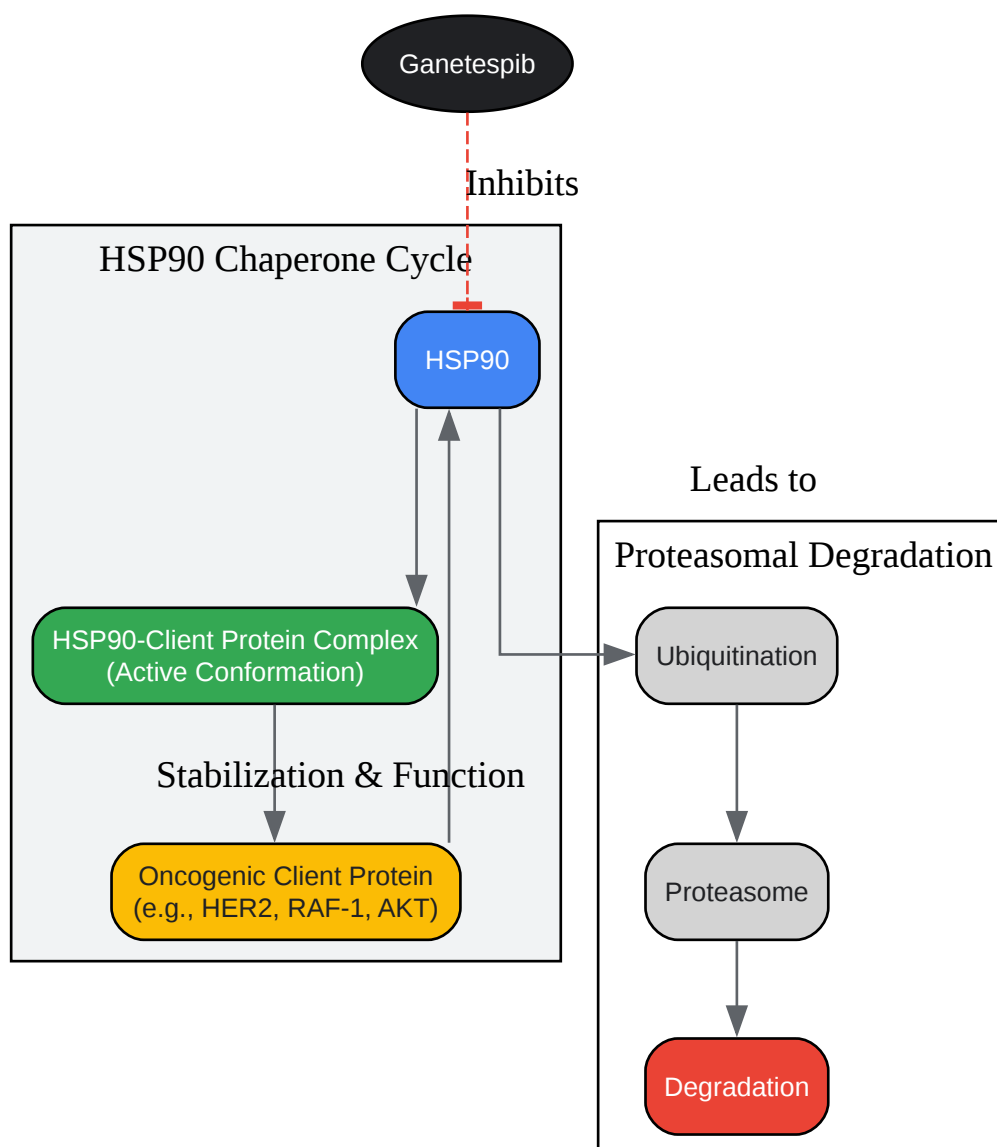 Ganetespib
Inhibits
HSP90 Chaperone Cycle
HSP90
Leads to
Proteasomal Degradation
HSP90-Client Protein Complex
(Active Conformation)
Ubiquitination
Stabilization & Function
Oncogenic Client Protein
(e.g., HER2, RAF-1, AKT)
Proteasome
Degradation